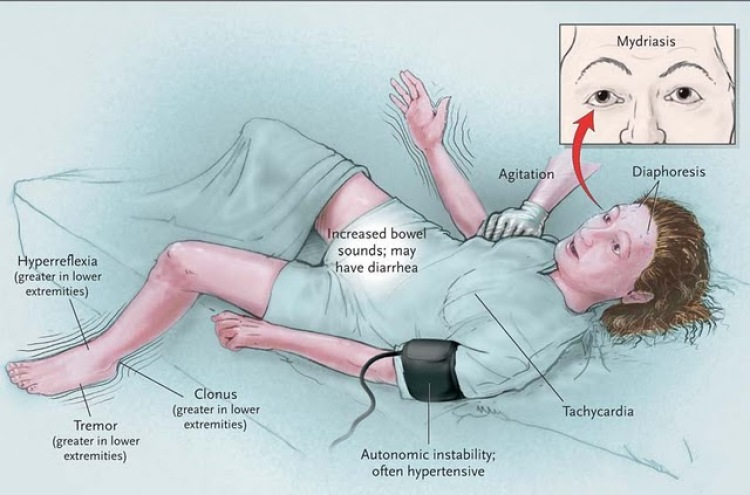 Mydriasis
Agitation
Diaphoresis
Increased bowel
sounds; may
have diarrhea
Hyperreflexia
(greater in lower
extremities)
Clonus
(greater in lower
extremities)
Tremor
(greater in lower
extremities)
Tachycardia
Autonomic instability;
often hypertensive